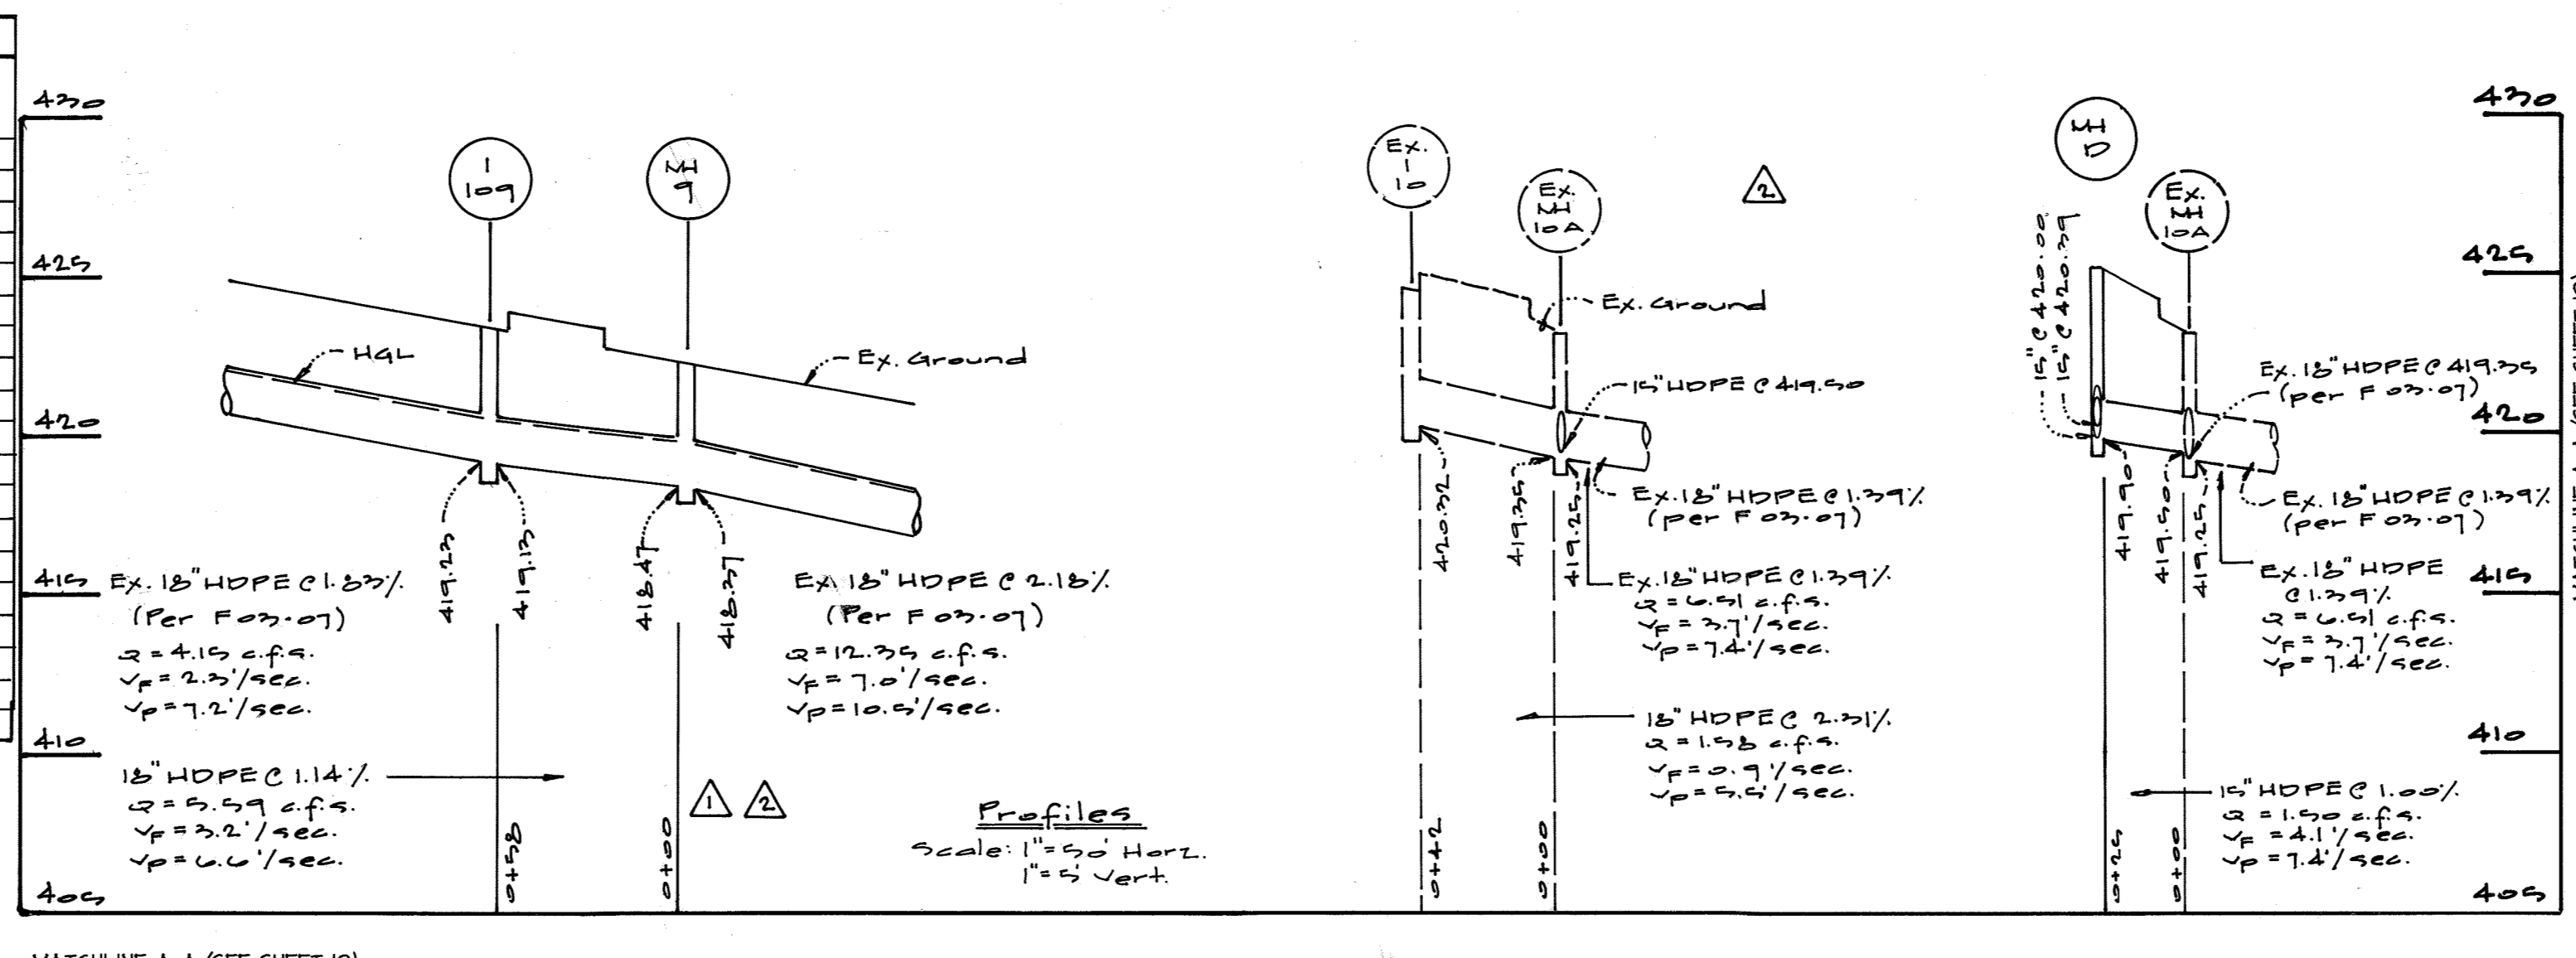 430
425
420
415
410
405
I
109
MH
9
HGL
Ex. Ground
419.23
419.13
418.47
418.37
Ex. 18" HDPE @ 1.83%
(Per F 03-07)
Q = 4.15 c.f.s.
VF = 2.3'/sec.
Vp = 7.2'/sec.
Ex. 18" HDPE @ 2.18%
(Per F 03-07)
Q = 12.35 c.f.s.
VF = 7.0'/sec.
Vp = 10.5'/sec.
18" HDPE @ 1.14%
Q = 5.59 c.f.s.
VF = 3.2'/sec.
Vp = 6.6'/sec.
0+58
0+00
1
2
Profiles
Scale: 1" = 50' Horz.
1" = 5' Vert.
Ex.
I
10
Ex.
MH
10A
2
Ex. Ground
15" HDPE @ 419.50
420.32
419.35
419.25
Ex. 18" HDPE @ 1.39%
(per F 03-07)
Ex. 18" HDPE @ 1.39%
Q = 6.51 c.f.s.
VF = 3.7'/sec.
Vp = 7.4'/sec.
18" HDPE @ 2.31%
Q = 1.58 c.f.s.
VF = 0.9'/sec.
Vp = 5.5'/sec.
0+42
0+00
MH
D
Ex.
MH
10A
15" @ 420.00
15" @ 420.39
Ex. 18" HDPE @ 419.35
(per F 03-07)
419.90
419.50
419.25
Ex. 18" HDPE @ 1.39%
(per F 03-07)
Ex. 18" HDPE
@ 1.39%
Q = 6.51 c.f.s.
VF = 3.7'/sec.
Vp = 7.4'/sec.
15" HDPE @ 1.00%
Q = 1.50 c.f.s.
VF = 4.1'/sec.
Vp = 7.4'/sec.
0+25
0+00
430
425
420
415
410
405
MATCHLINE A-A (SEE SHEET